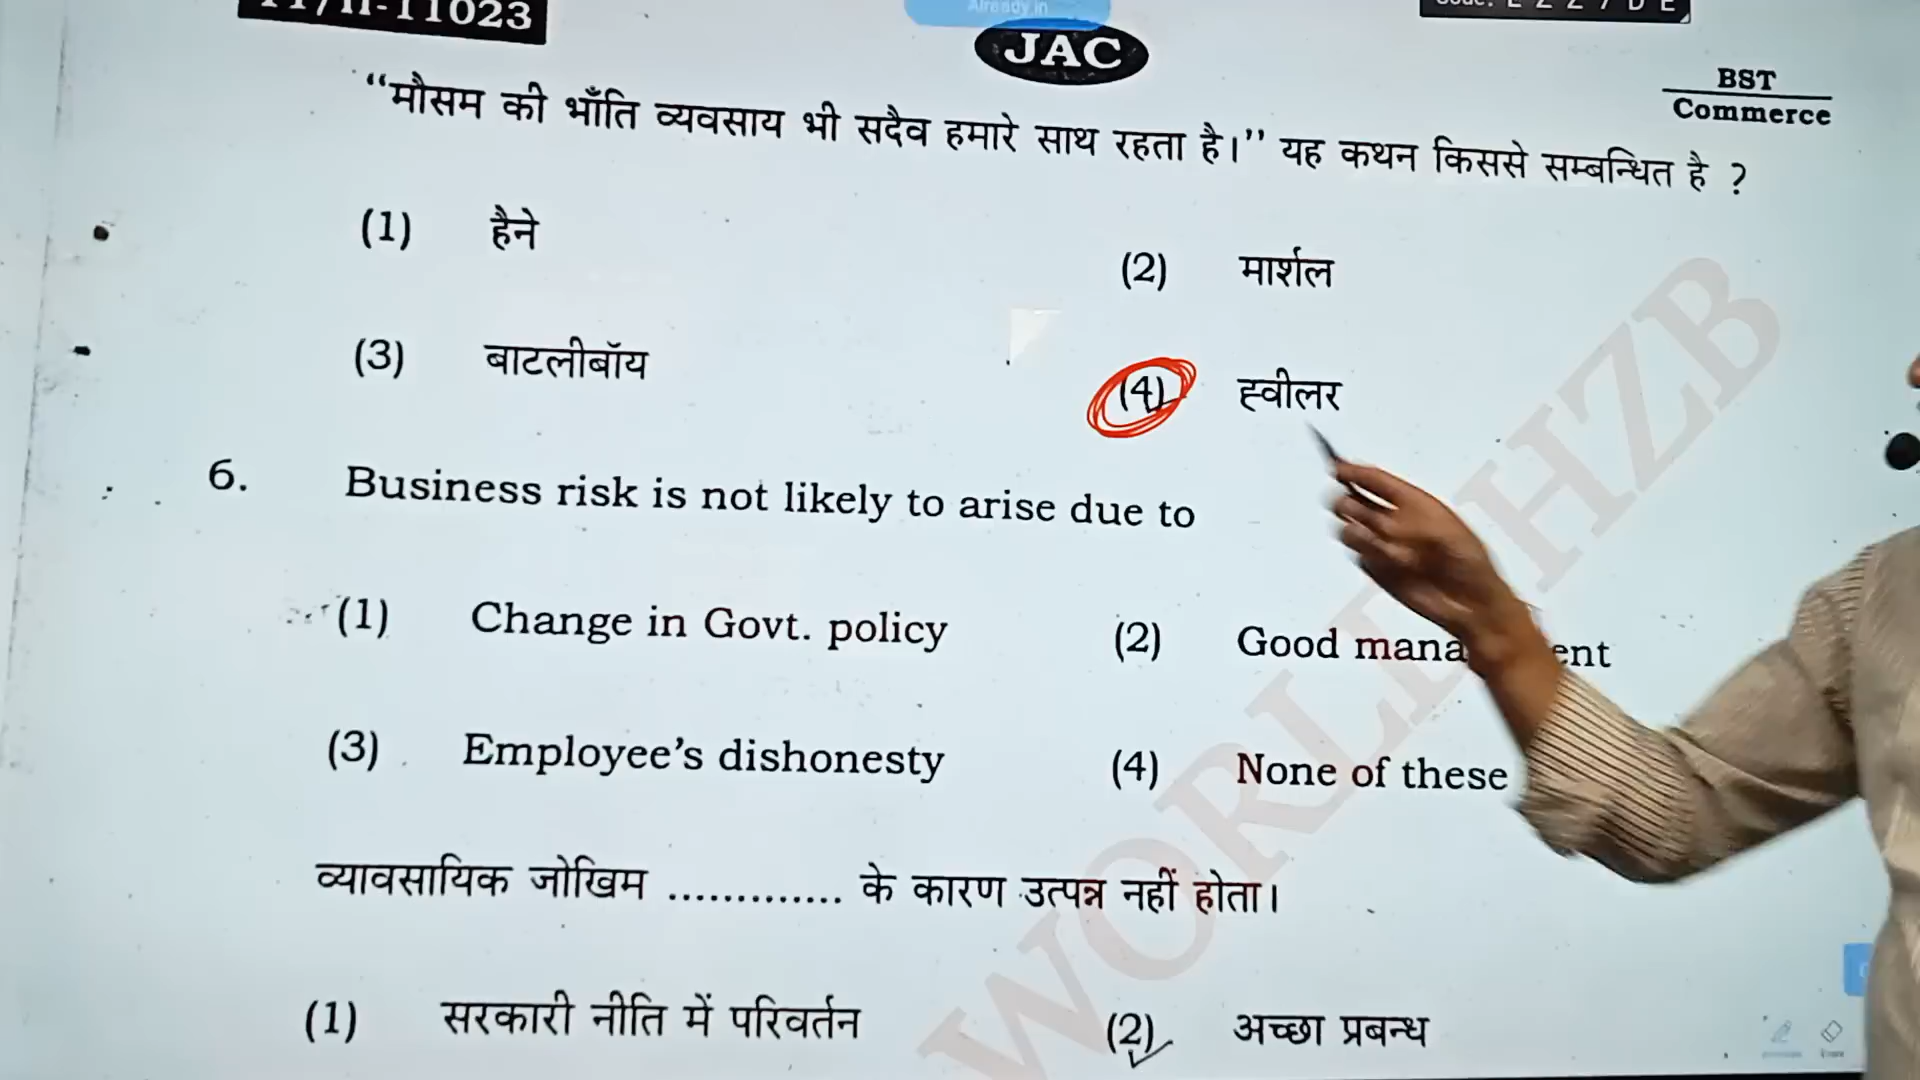 11/II-11023
Already in
JAC
BST
Commerce
“मौसम की भाँति व्यवसाय भी सदैव हमारे साथ रहता है।” यह कथन किससे सम्बन्धित है ?
(1) हैने
(2) मार्शल
(3) बाटलीबॉय
(4) ह्वीलर
6. Business risk is not likely to arise due to
(1) Change in Govt. policy (2) Good
(3) Employee’s dishonesty (4) None of these
व्यावसायिक जोखिम ............. के कारण उत्पन्न नहीं होता।
(1) सरकारी नीति में परिवर्तन (2) अच्छा प्रबन्ध
HZB